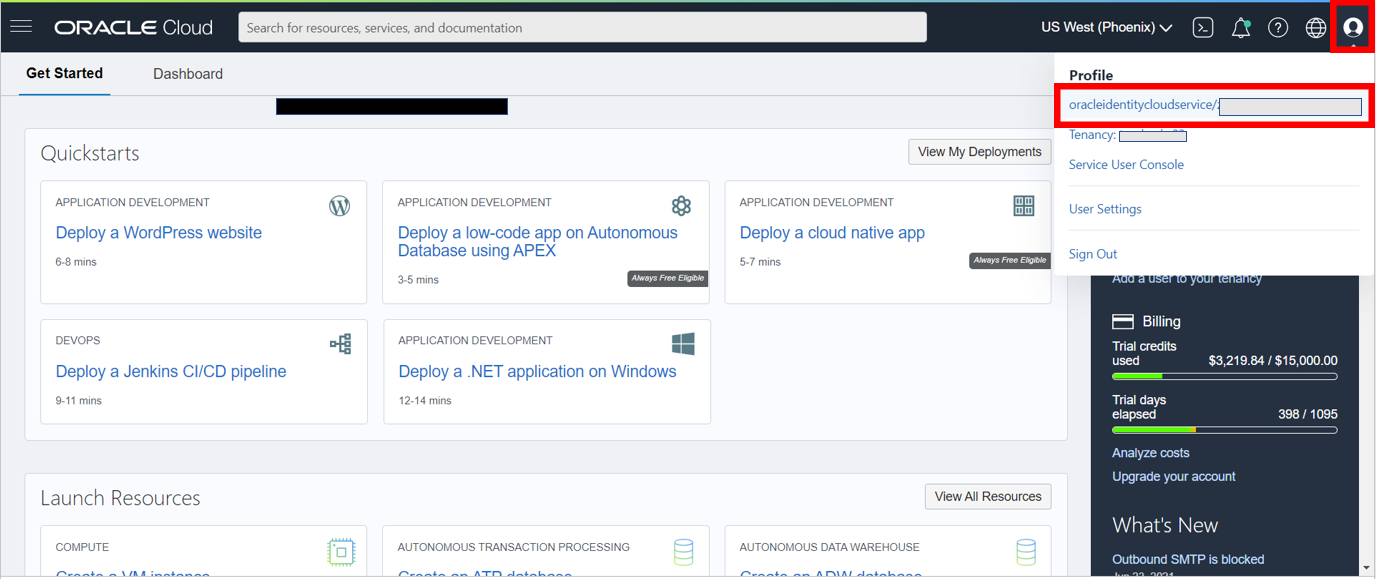 ORACLE Cloud
Search for resources, services, and documentation
US West (Phoenix)
Get Started
Dashboard
Profile
oracleidentitycloudservice/
Tenancy:
Service User Console
User Settings
Sign Out
Quickstarts
View My Deployments
APPLICATION DEVELOPMENT
Deploy a WordPress website
6-8 mins
APPLICATION DEVELOPMENT
Deploy a low-code app on Autonomous
Database using APEX
3-5 mins
Always Free Eligible
APPLICATION DEVELOPMENT
Deploy a cloud native app
5-7 mins
Always Free Eligible
DEVOPS
Deploy a Jenkins CI/CD pipeline
9-11 mins
APPLICATION DEVELOPMENT
Deploy a .NET application on Windows
12-14 mins
Add a user to your tenancy
Billing
Trial credits
used
$3,219.84 / $15,000.00
Trial days
elapsed
398 / 1095
Analyze costs
Upgrade your account
What's New
Outbound SMTP is blocked
Jun 23, 2021
Launch Resources
View All Resources
COMPUTE
Create a VM instance
AUTONOMOUS TRANSACTION PROCESSING
Create an ATP database
AUTONOMOUS DATA WAREHOUSE
Create an ADW database